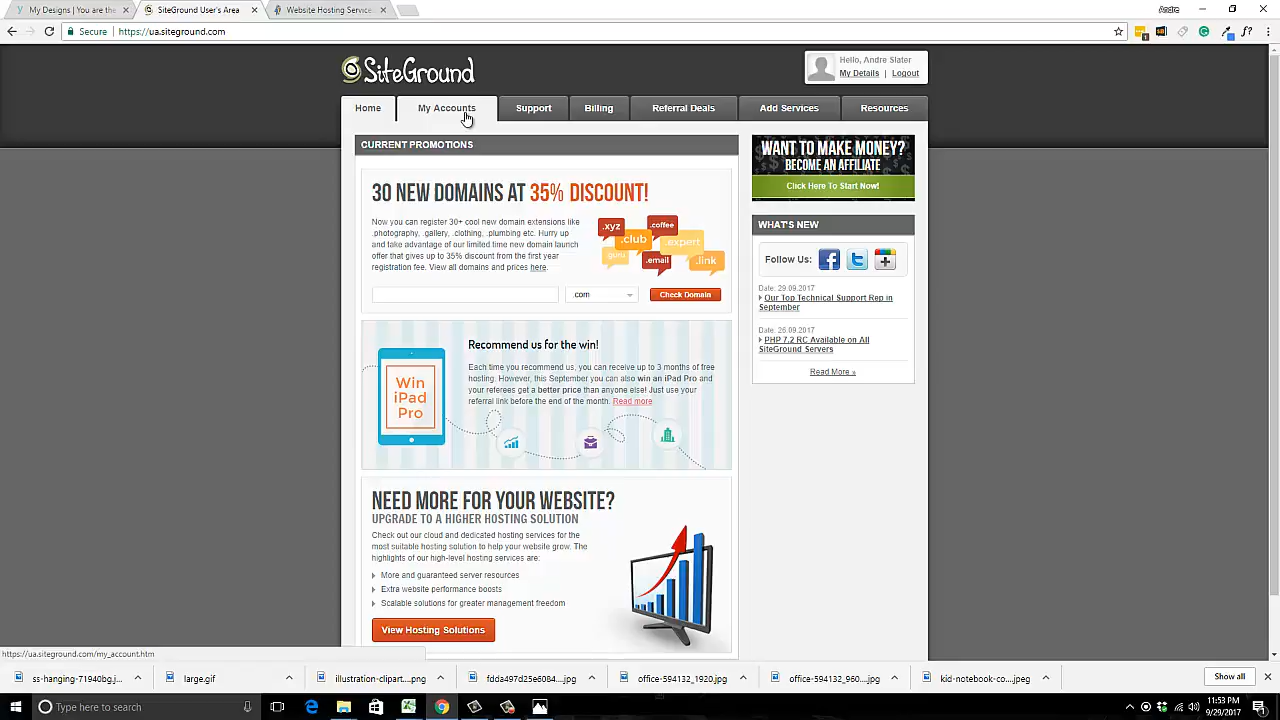 My Designs | You are the
SiteGround User's Area
Website Hosting Service
Andre
Secure
https://ua.siteground.com
SiteGround
Hello, Andre Slater
My Details | Logout
Home
My Accounts
Support
Billing
Referral Deals
Add Services
Resources
CURRENT PROMOTIONS
30 NEW DOMAINS AT 35% DISCOUNT!
Now you can register 30+ cool new domain extensions like
.photography, .gallery, .clothing, .plumbing etc. Hurry up
and take advantage of our limited time new domain launch
offer that gives up to 35% discount from the first year
registration fee. View all domains and prices here.
.xyz
.coffee
.club
.expert
guru
.email
.link
.com
Check Domain
Recommend us for the win!
Each time you recommend us, you can receive up to 3 months of free
hosting. However, this September you can also win an iPad Pro and
your referees get a better price than anyone else! Just use your
referral link before the end of the month. Read more
Win
iPad
Pro
NEED MORE FOR YOUR WEBSITE?
UPGRADE TO A HIGHER HOSTING SOLUTION
Check out our cloud and dedicated hosting services for the
most suitable hosting solution to help your website grow. The
highlights of our high-level hosting services are:
More and guaranteed server resources
Extra website performance boosts
Scalable solutions for greater management freedom
View Hosting Solutions
WANT TO MAKE MONEY?
BECOME AN AFFILIATE
Click Here To Start Now!
WHAT'S NEW
Follow Us:
Date: 29.09.2017
Our Top Technical Support Rep in
September
Date: 26.09.2017
PHP 7.2 RC Available on All
SiteGround Servers
Read More »
https://ua.siteground.com/my_account.htm
ss-hanging-71940bgj....jpg
large.gif
illustration-clipart....png
fdda497d25e6084....jpg
office-594132_1920.jpg
office-594132_960....jpg
kid-notebook-co....jpeg
Show all
Type here to search
11:53 PM
9/29/2017